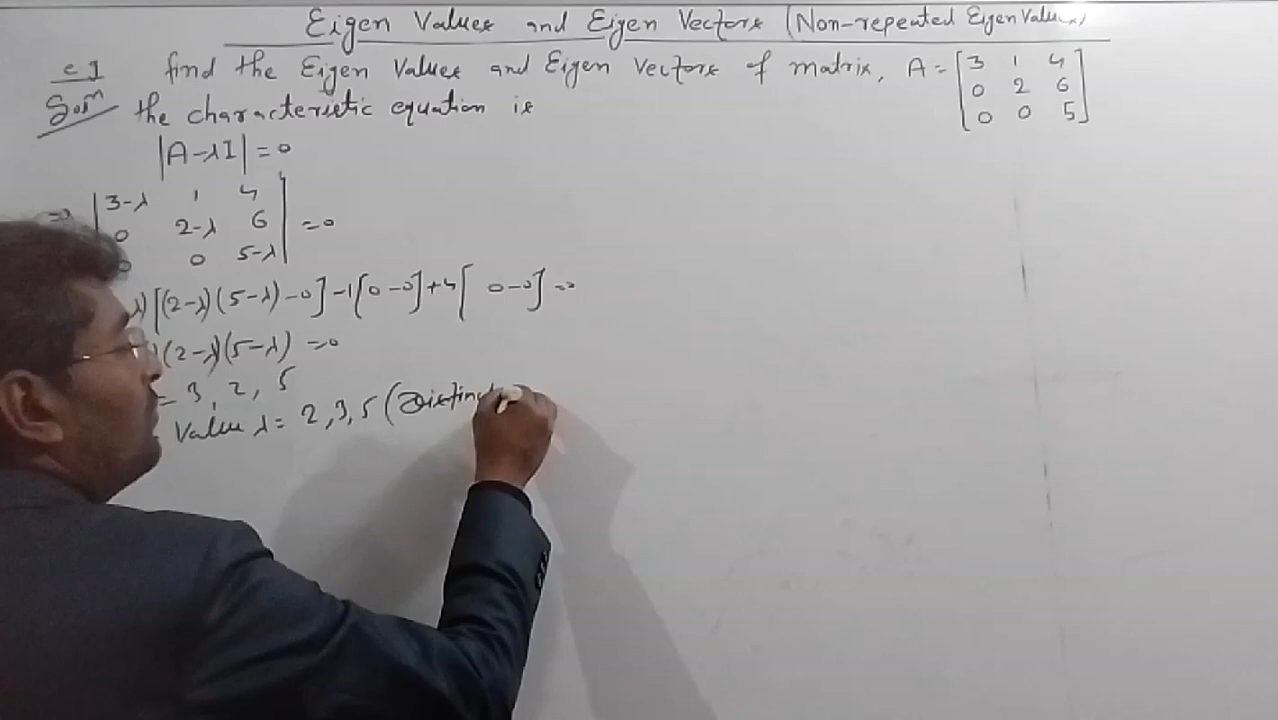 Eigen Values and Eigen Vectors (Non-repeated Eigen Values)
eg find the Eigen Values and Eigen Vectors of matrix, A = [3 1 4
0 2 6
0 0 5]
Soln the characteristic equation is
|A-λI| = 0
=> |3-λ 1 4
0 2-λ 6
0 0 5-λ| = 0
λ)[(2-λ)(5-λ)-0]-1[0-0]+4[0-0] = 0
)(2-λ)(5-λ) = 0
= 3, 2, 5
Value λ = 2, 3, 5 (Distinct